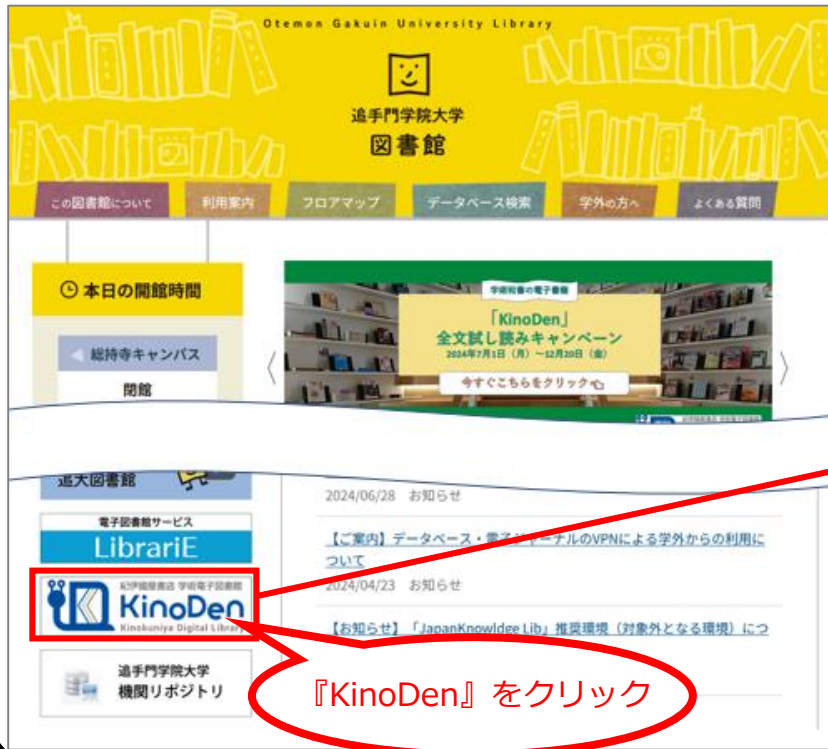 Otemon Gakuin University Library
追手門学院大学
図書館
この図書館について
利用案内
フロアマップ
データベース検索
学外の方へ
よくある質問
本日の開館時間
総持寺キャンパス
閉館
学術和書の電子書籍
「KinoDen」
全文試し読みキャンペーン
2024年7月1日（月）～12月20日（金）
今すぐこちらをクリック
追大図書館
電子図書館サービス
LibrariE
紀伊國屋書店 学術電子図書館
KinoDen
Kinokuniya Digital Library
追手門学院大学
機関リポジトリ
2024/06/28 お知らせ
【ご案内】データベース・電子ジャーナルのVPNによる学外からの利用に
ついて
2024/04/23 お知らせ
【お知らせ】「JapanKnowldge Lib」推奨環境（対象外となる環境）につ
『KinoDen』をクリック